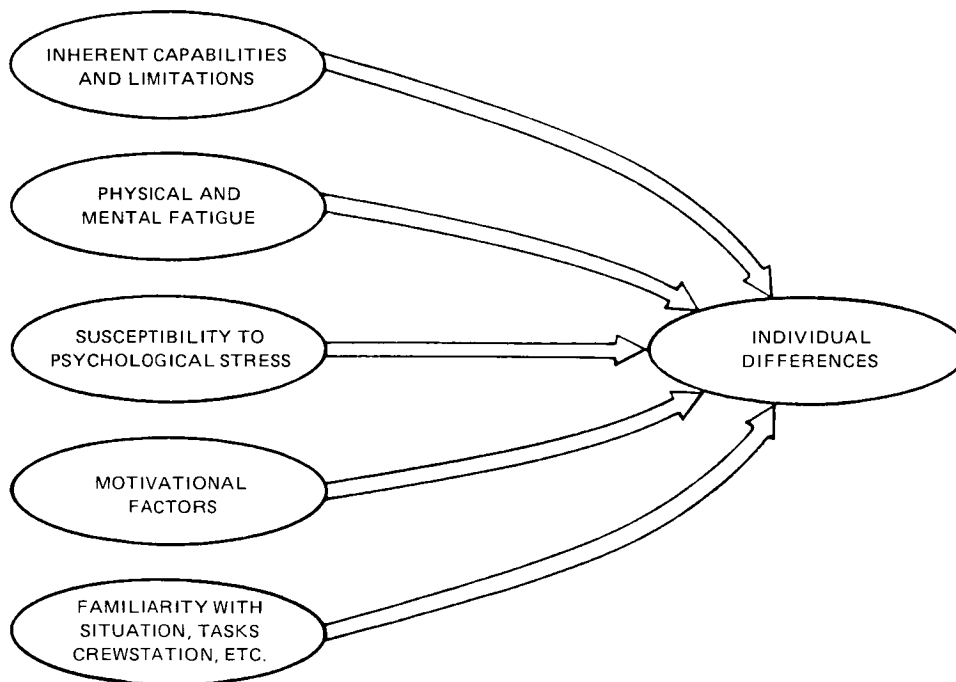 INHERENT CAPABILITIES
AND LIMITATIONS
PHYSICAL AND
MENTAL FATIGUE
SUSCEPTIBILITY TO
PSYCHOLOGICAL STRESS
MOTIVATIONAL
FACTORS
FAMILIARITY WITH
SITUATION, TASKS
CREWSTATION, ETC.
INDIVIDUAL
DIFFERENCES